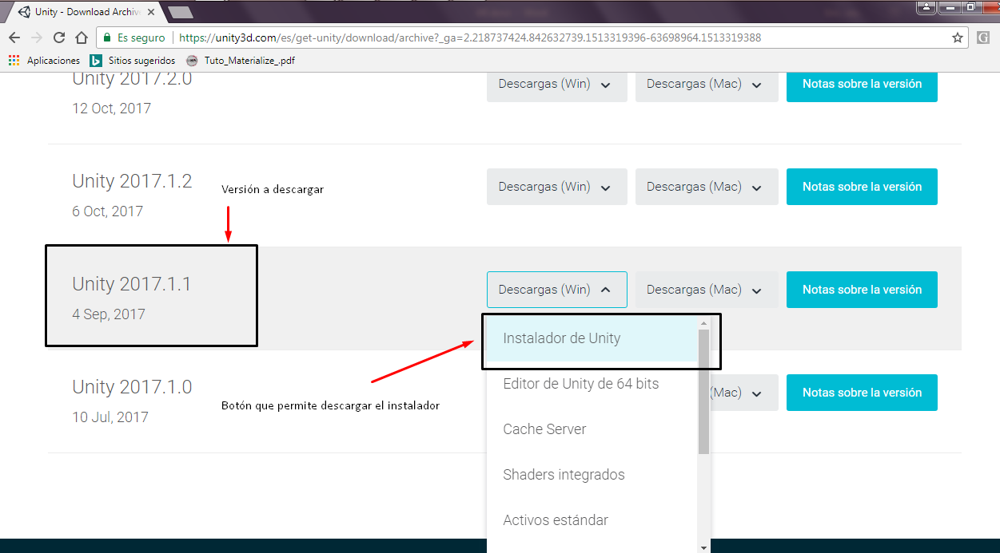 Unity - Download Archiv
Es seguro
https://unity3d.com/es/get-unity/download/archive?_ga=2.218737424.842632739.1513319396-63698964.1513319388
Aplicaciones
Sitios sugeridos
Tuto_Materialize_.pdf
Unity 2017.2.0
Descargas (Win)
Descargas (Mac)
Notas sobre la versión
12 Oct, 2017
Unity 2017.1.2
Descargas (Win)
Descargas (Mac)
Notas sobre la versión
Versión a descargar
6 Oct, 2017
Unity 2017.1.1
Descargas (Win)
Descargas (Mac)
Notas sobre la versión
4 Sep, 2017
Instalador de Unity
Editor de Unity de 64 bits
Cache Server
Shaders integrados
Activos estándar
Unity 2017.1.0
(Mac)
Notas sobre la versión
Botón que permite descargar el instalador
10 Jul, 2017